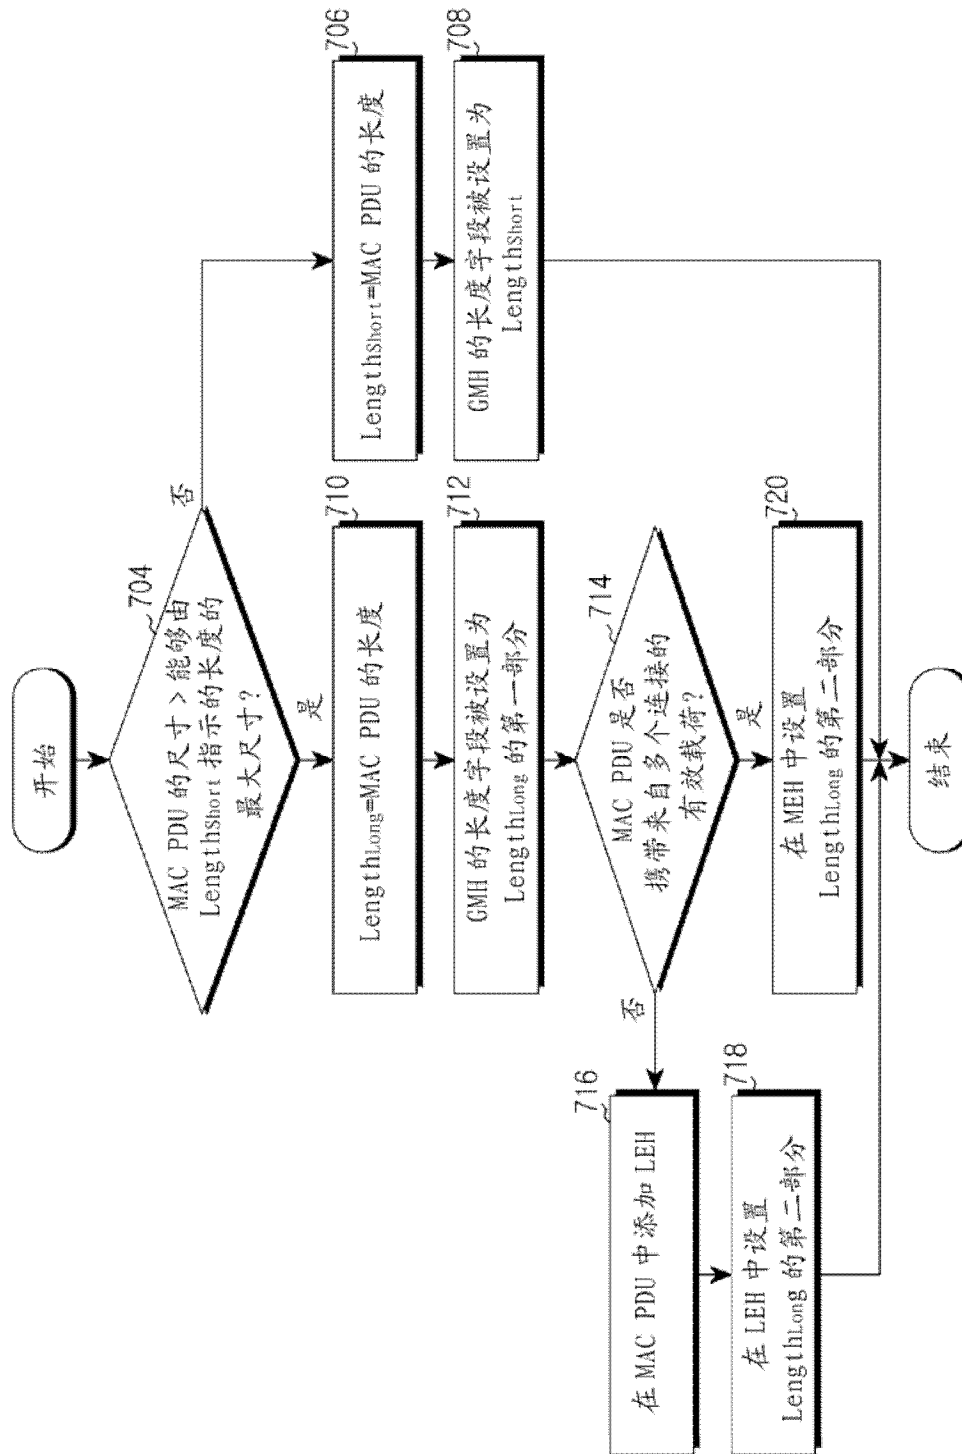 开始
704
MAC PDU 的尺寸 > 能够由
LengthShort 指示的长度的
最大尺寸？
否
是
706
LengthShort=MAC PDU 的长度
708
GMH 的长度字段被设置为
LengthShort
710
LengthLong=MAC PDU 的长度
712
GMH 的长度字段被设置为
LengthLong 的第一部分
714
MAC PDU 是否
携带来自多个连接的
有效载荷？
否
是
716
在 MAC PDU 中添加 LEH
718
在 LEH 中设置
LengthLong 的第二部分
720
在 MEH 中设置
LengthLong 的第二部分
结束